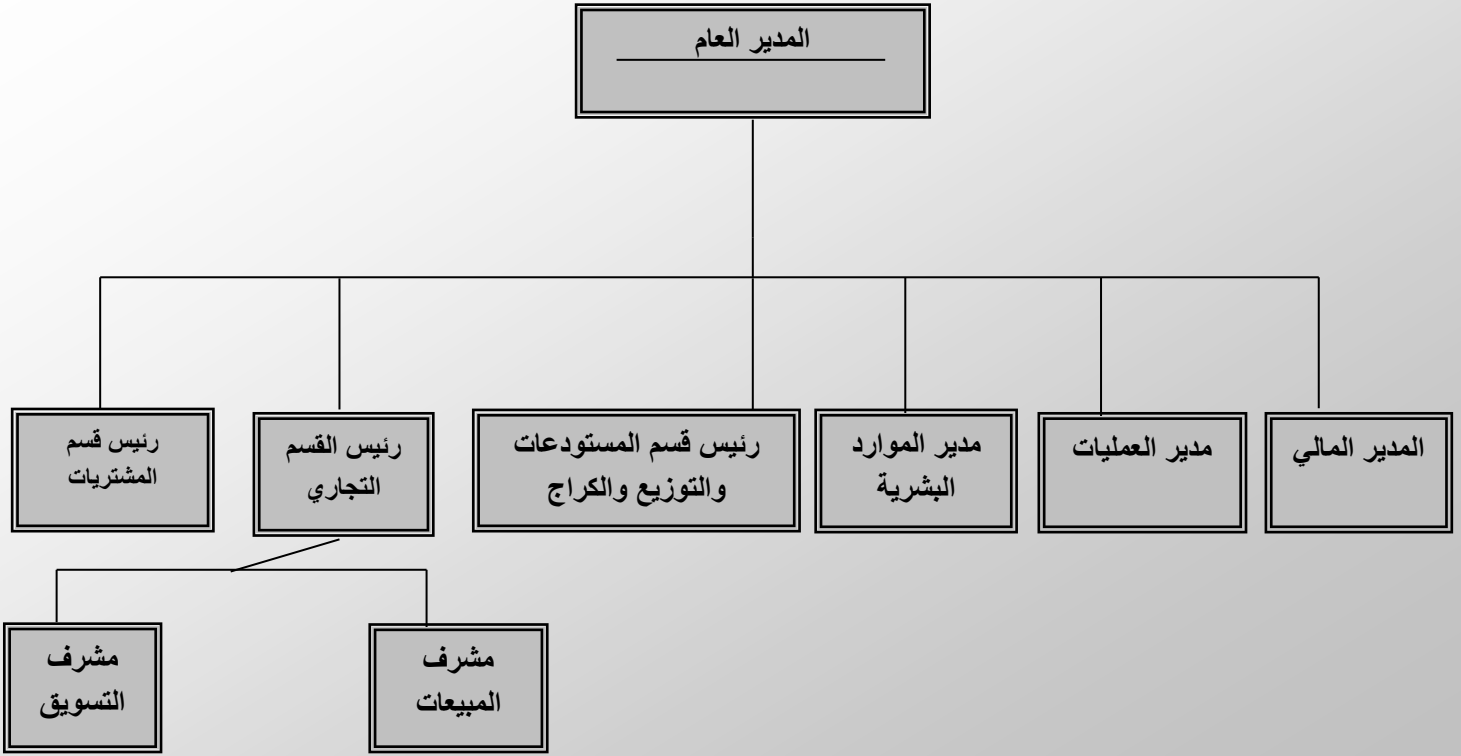 المدير العام
المدير المالي
مدير العمليات
مدير الموارد
البشرية
رئيس قسم المستودعات
والتوزيع والكراج
رئيس القسم
التجاري
رئيس قسم
المشتريات
مشرف
المبيعات
مشرف
التسويق